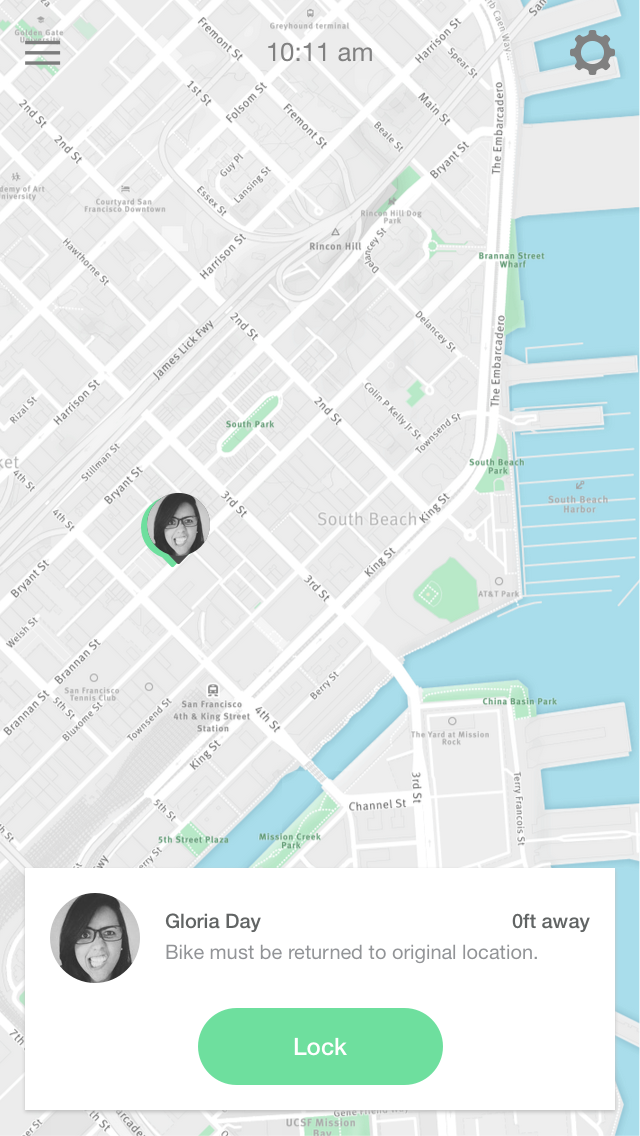 Greyhound terminal
Golden Gate
University
10:11 am
Fremont St
Harrison St
Spear St
1st St
Folsom St
Main St
2nd St
2nd St
Fremont St
Beale St
The Embarcadero
Guy Pl
Lansing St
Bryant St
demy of Art
University
Courtyard San
Francisco Downtown
Essex St
Rincon Hill Dog
Park
Harrison St
Rincon Hill
Delancey St
Hawthorne St
Brannan Street
Wharf
2nd St
Delancey St
James Lick Fwy
The Embarcadero
Harrison St
Rizal St
Colin P Kelly Jr St
2nd St
South Park
Townsend St
Stillman St
ket
4th St
Bryant St
South Beach
Park
3rd St
King St
South Beach
South Beach
Harbor
4th St
King St
Bryant St
3rd St
AT&T Park
Welsh St
Brannan St
Berry St
San Francisco
Tennis Club
San Francisco
4th & King Street
Station
Brannan St
5th St
Bluxome St
Townsend St
4th St
China Basin Park
King St
The Yard at Mission
Rock
3rd St
Terry Francois St
5th St
Channel St
5th Street Plaza
Mission Creek
Park
Gloria Day
0ft away
Bike must be returned to original location.
Lock
7th
UCSF Mission
Bay